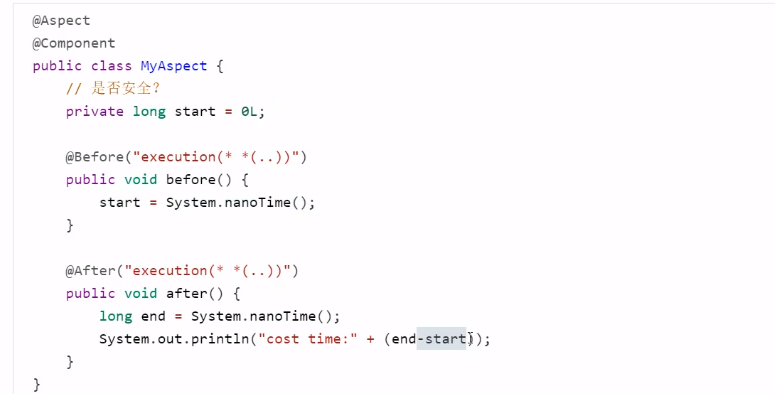 @Aspect
@Component
public class MyAspect {
// 是否安全?
private long start = 0L;
@Before("execution(* *(..))")
public void before() {
start = System.nanoTime();
}
@After("execution(* *(..))")
public void after() {
long end = System.nanoTime();
System.out.println("cost time:" + (end-start));
}
}